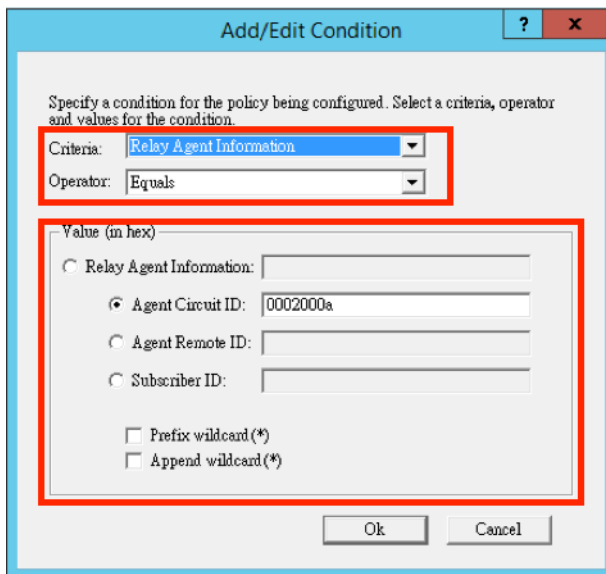 Add/Edit Condition
?
x
Specify a condition for the policy being configured. Select a criteria, operator
and values for the condition.
Criteria: Relay Agent Information
Operator: Equals
Value (in hex)
Relay Agent Information:
Agent Circuit ID: 0002000a
Agent Remote ID:
Subscriber ID:
Prefix wildcard(*)
Append wildcard(*)
Ok Cancel